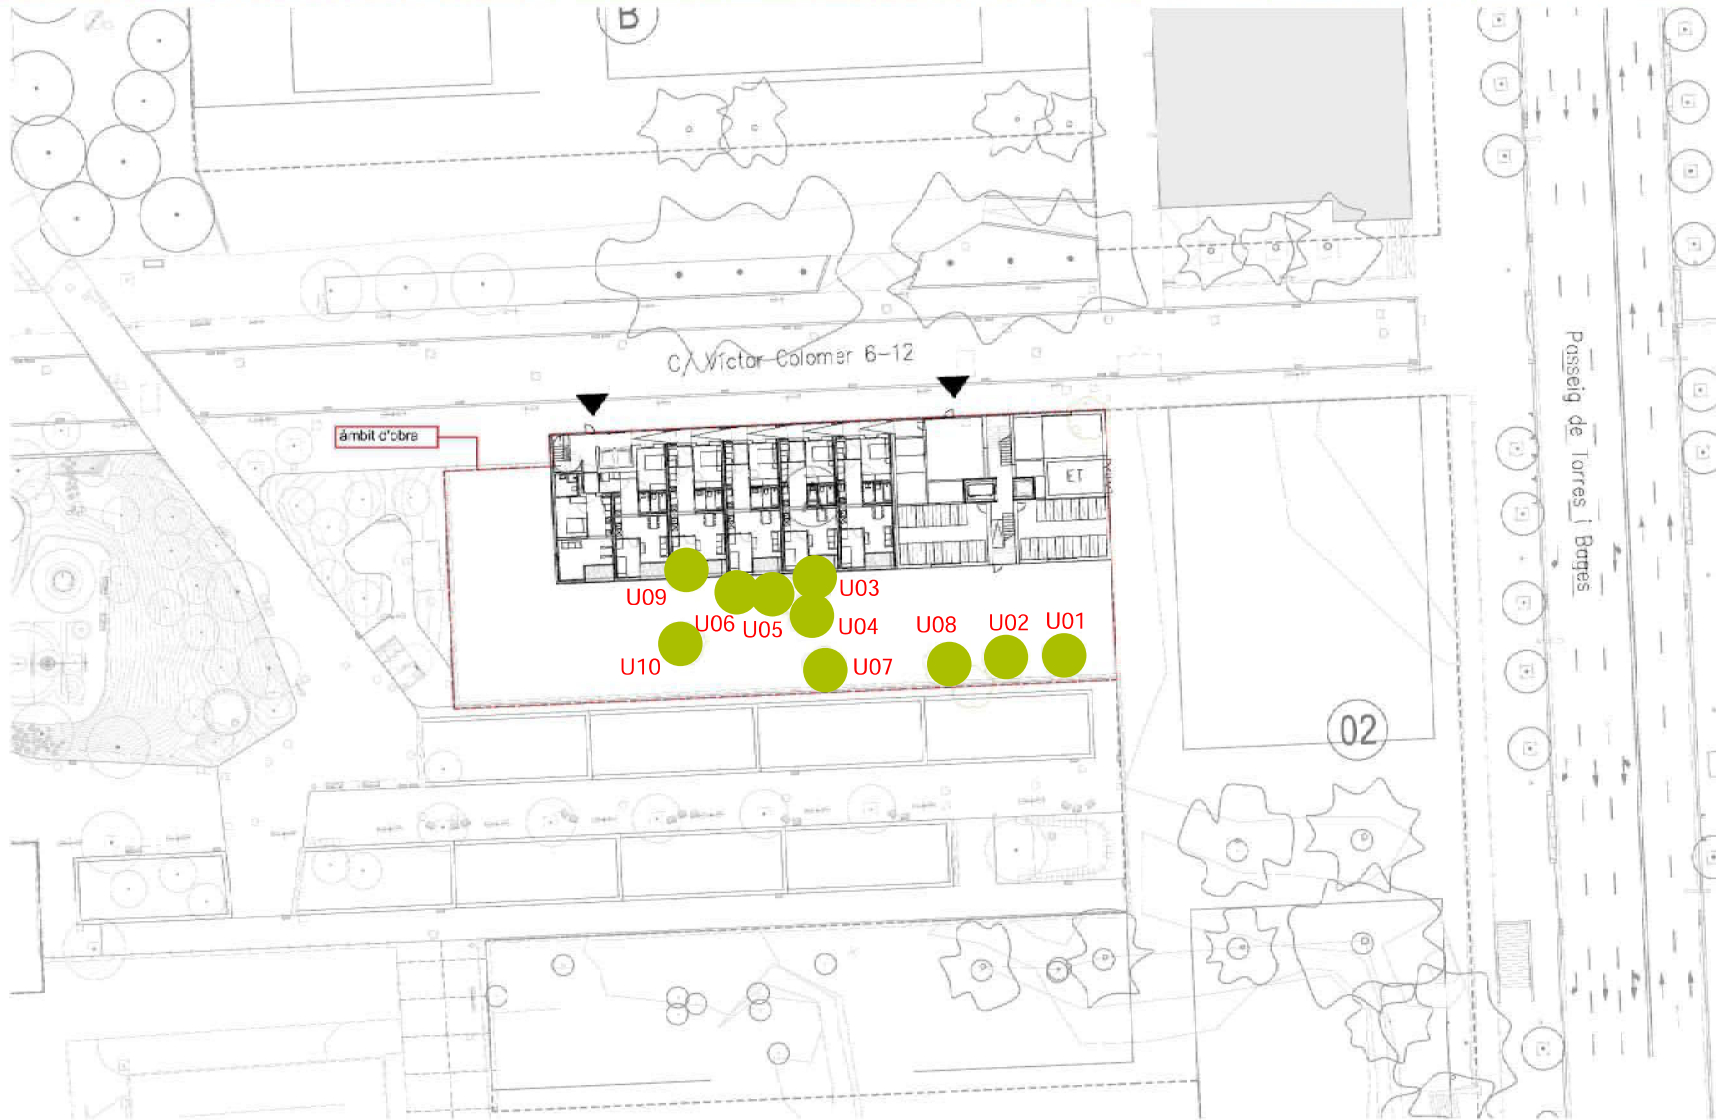 B
C/ Víctor Colomer 6-12
àmbit d'obra
ET
Passeig de Torres i Bages
U09
U03
U06
U05
U04
U08
U02
U01
U10
U07
02